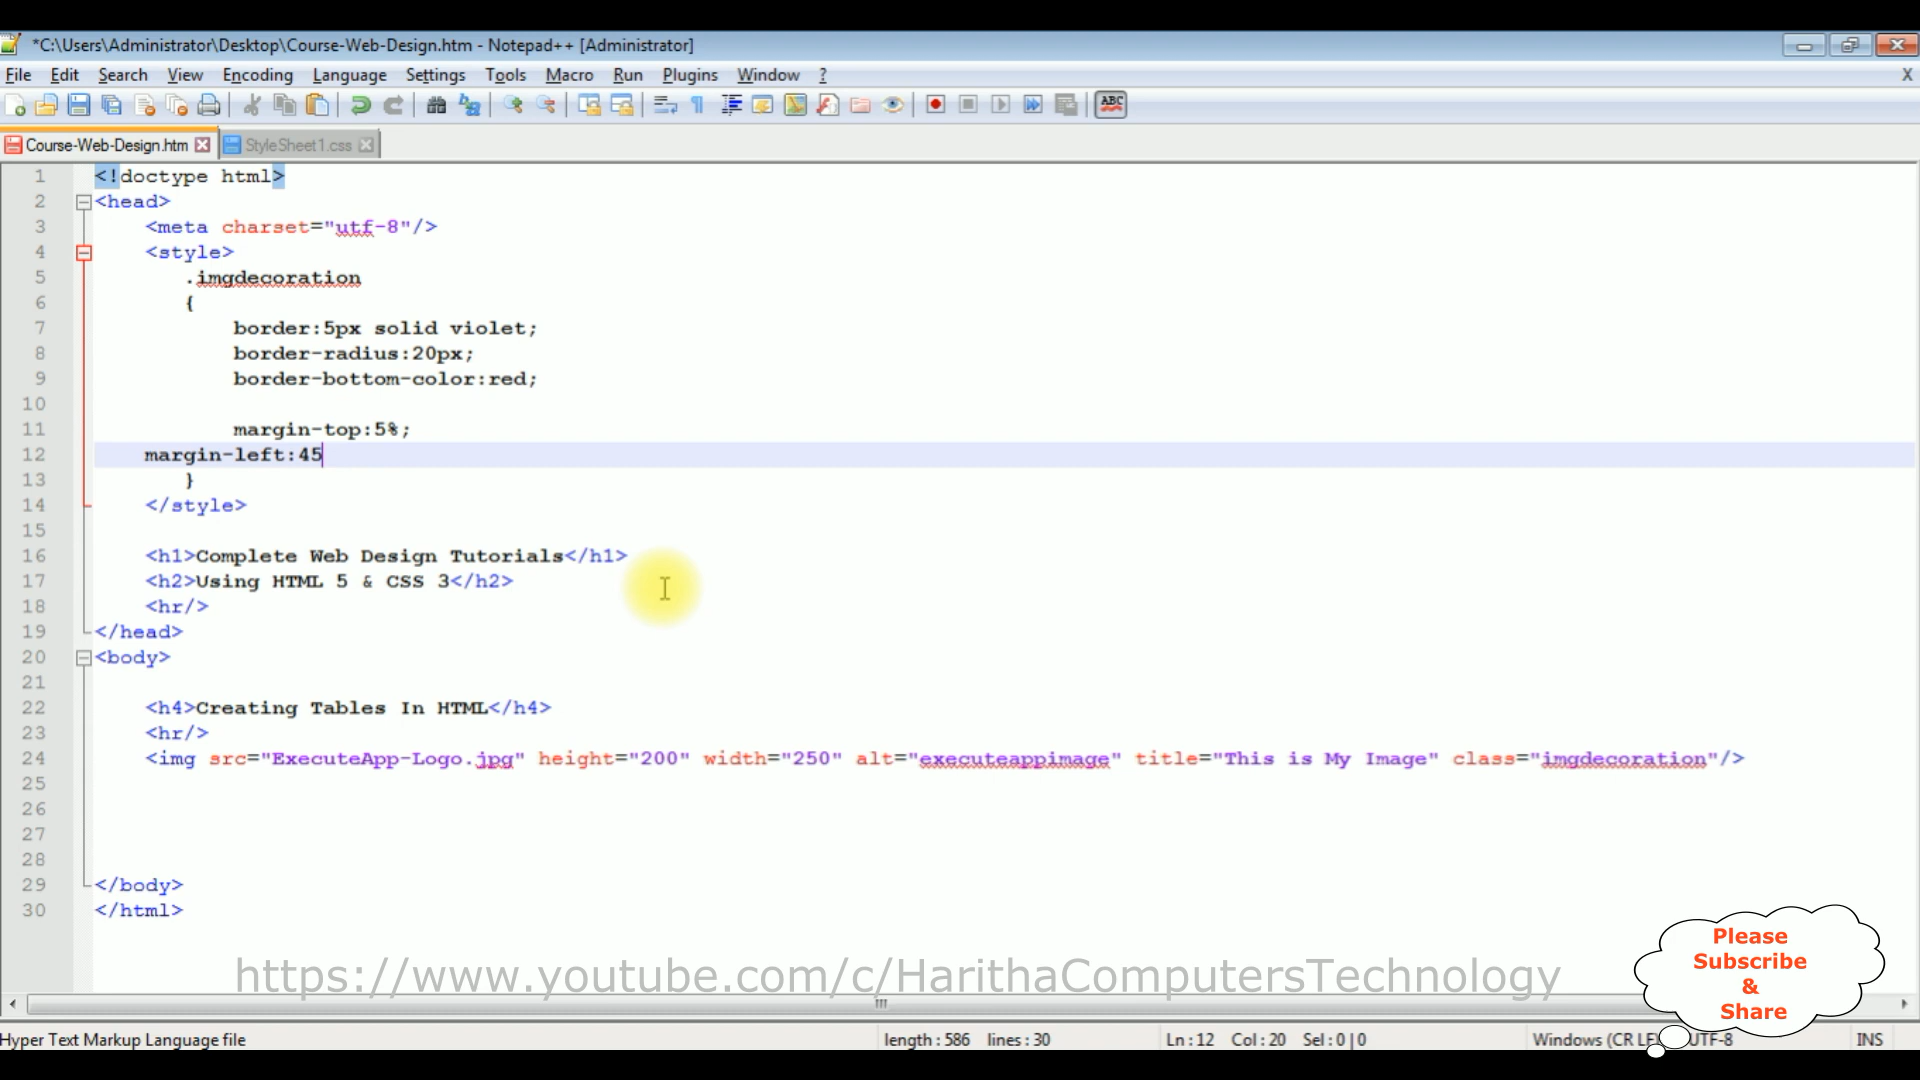 *C:\Users\Administrator\Desktop\Course-Web-Design.htm - Notepad++ [Administrator]
File Edit Search View Encoding Language Settings Tools Macro Run Plugins Window ? X
ABC
Course-Web-Design.htm StyleSheet1.css
1 <!doctype html>
2 <head>
3 <meta charset="utf-8"/>
4 <style>
5 .imgdecoration
6 {
7 border:5px solid violet;
8 border-radius:20px;
9 border-bottom-color:red;
10
11 margin-top:5%;
12 margin-left:45
13 }
14 </style>
15
16 <h1>Complete Web Design Tutorials</h1>
17 <h2>Using HTML 5 & CSS 3</h2>
18 <hr/>
19 </head>
20 <body>
21
22 <h4>Creating Tables In HTML</h4>
23 <hr/>
24 <img src="ExecuteApp-Logo.jpg" height="200" width="250" alt="executeappimage" title="This is My Image" class="imgdecoration"/>
25
26
27
28
29 </body>
30 </html>
Please
Subscribe
&
Share
https://www.youtube.com/c/HarithaComputersTechnology
Hyper Text Markup Language file length : 586 lines : 30 Ln : 12 Col : 20 Sel : 0 | 0 Windows (CR LF) UTF-8 INS